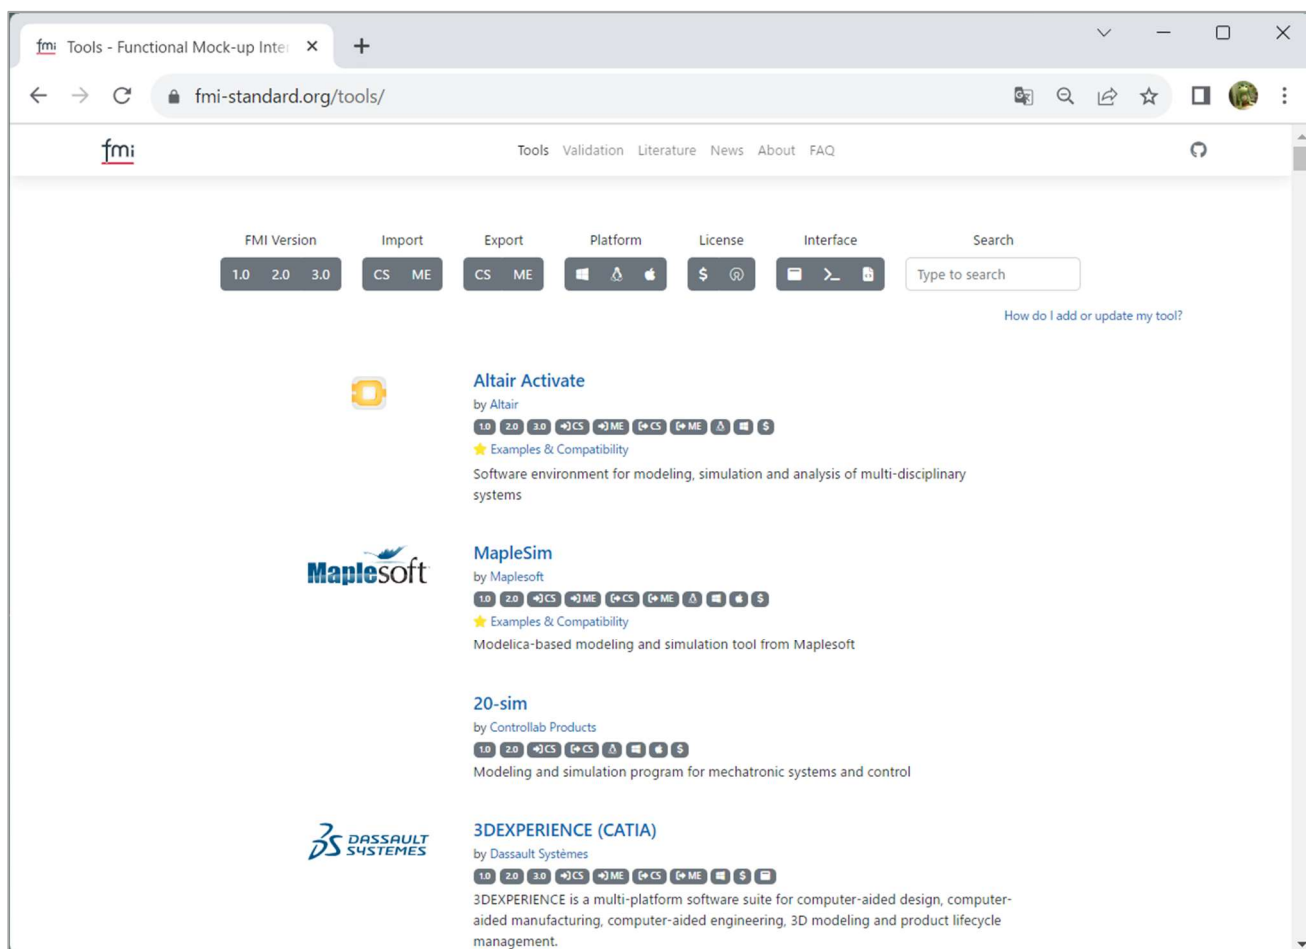 fmi Tools - Functional Mock-up Inte
fmi-standard.org/tools/
fmi Tools Validation Literature News About FAQ
FMI Version Import Export Platform License Interface Search
1.0 2.0 3.0 CS ME CS ME $ >_ Type to search
How do I add or update my tool?
Altair Activate
by Altair
1.0 2.0 3.0 CS ME CS ME $
Examples & Compatibility
Software environment for modeling, simulation and analysis of multi-disciplinary
systems
Maplesoft
MapleSim
by Maplesoft
1.0 2.0 CS ME CS ME $
Examples & Compatibility
Modelica-based modeling and simulation tool from Maplesoft
20-sim
by Controllab Products
1.0 2.0 CS CS $
Modeling and simulation program for mechatronic systems and control
DASSAULT
SYSTEMES
3DEXPERIENCE (CATIA)
by Dassault Systèmes
1.0 2.0 3.0 CS ME CS ME $
3DEXPERIENCE is a multi-platform software suite for computer-aided design, computer-
aided manufacturing, computer-aided engineering, 3D modeling and product lifecycle
management.